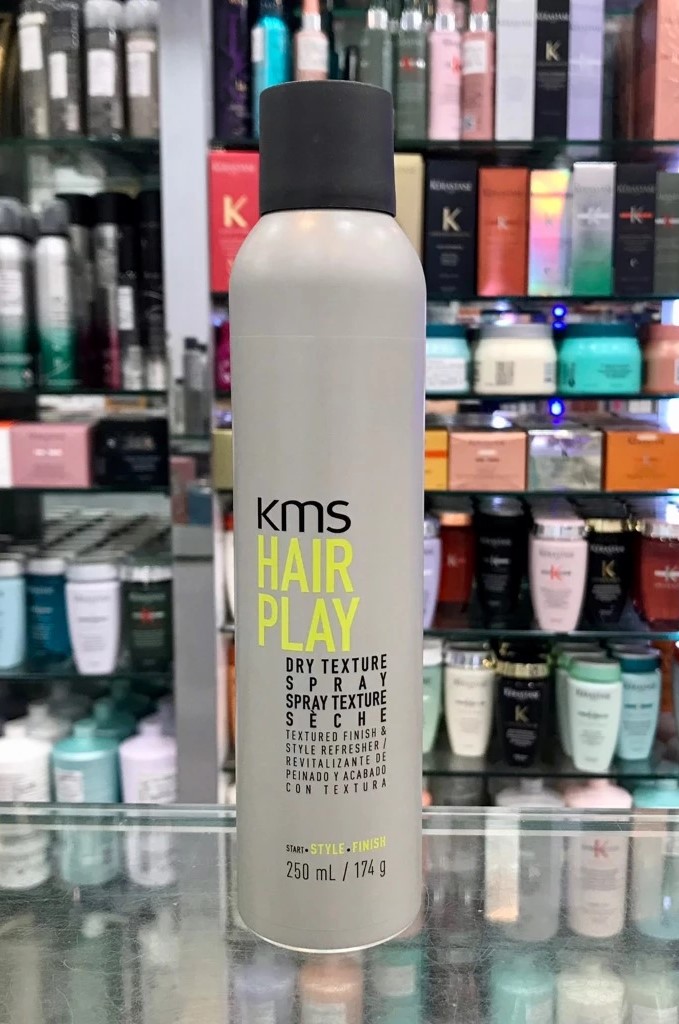 kms
HAIR
PLAY
DRY TEXTURE
SPRAY
SPRAY TEXTURE
SÈCHE
TEXTURED FINISH &
STYLE REFRESHER /
REVITALIZANTE DE
PEINADO Y ACABADO
CON TEXTURA
START • STYLE • FINISH
250 mL / 174 g